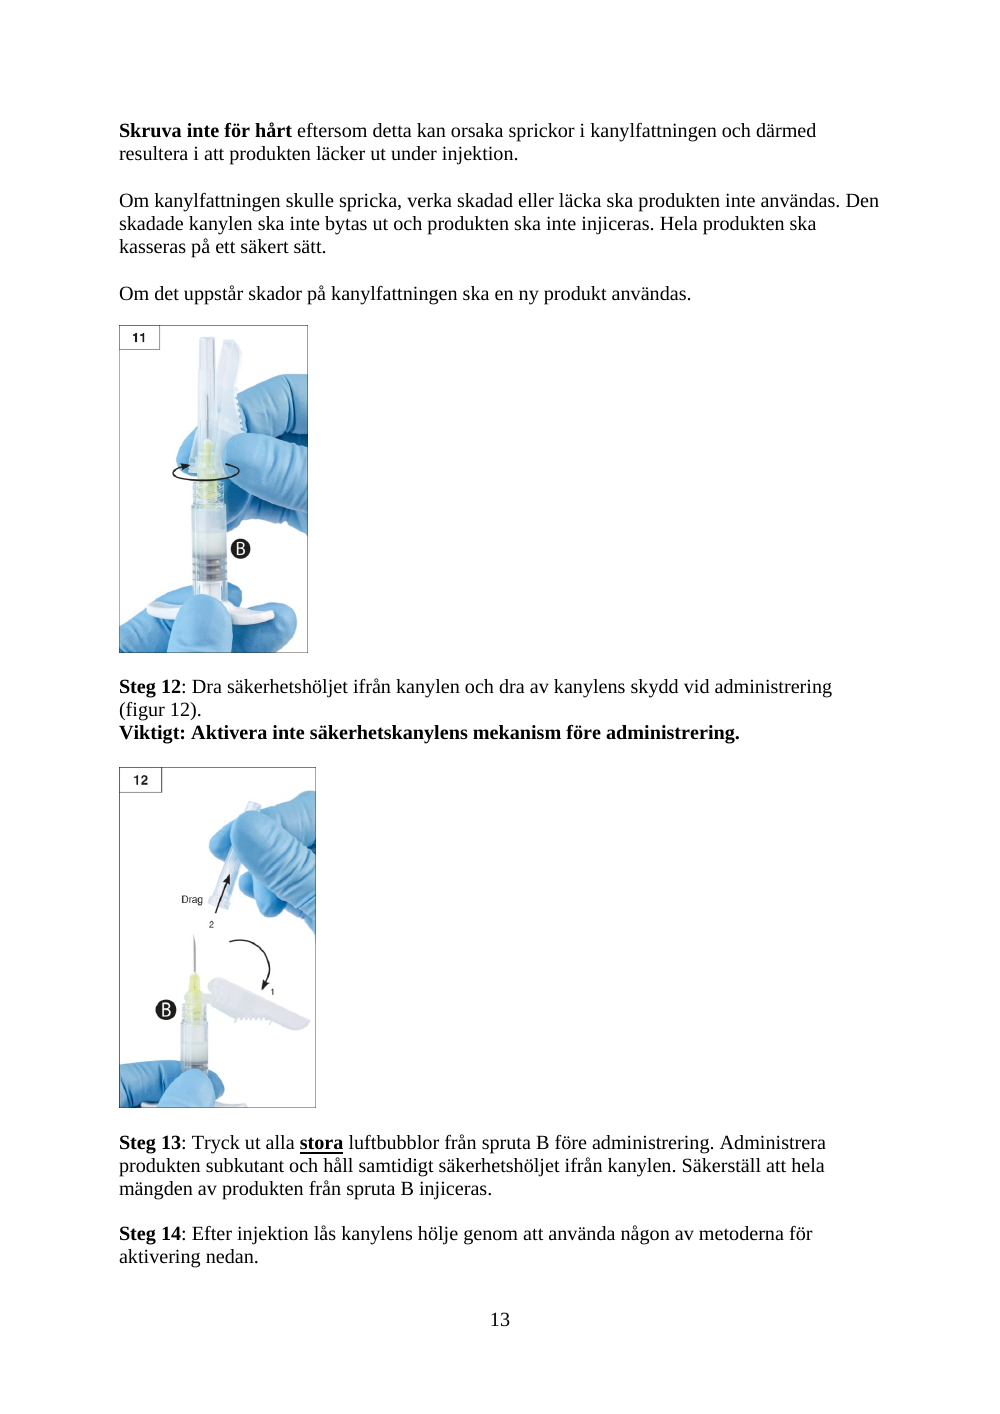 Skruva inte för hårt eftersom detta kan orsaka sprickor i kanylfattningen och därmed
resultera i att produkten läcker ut under injektion.
Om kanylfattningen skulle spricka, verka skadad eller läcka ska produkten inte användas. Den
skadade kanylen ska inte bytas ut och produkten ska inte injiceras. Hela produkten ska
kasseras på ett säkert sätt.
Om det uppstår skador på kanylfattningen ska en ny produkt användas.
11
B
Steg 12: Dra säkerhetshöljet ifrån kanylen och dra av kanylens skydd vid administrering
(figur 12).
Viktigt: Aktivera inte säkerhetskanylens mekanism före administrering.
12
Drag
2
1
B
Steg 13: Tryck ut alla stora luftbubblor från spruta B före administrering. Administrera
produkten subkutant och håll samtidigt säkerhetshöljet ifrån kanylen. Säkerställ att hela
mängden av produkten från spruta B injiceras.
Steg 14: Efter injektion lås kanylens hölje genom att använda någon av metoderna för
aktivering nedan.
13